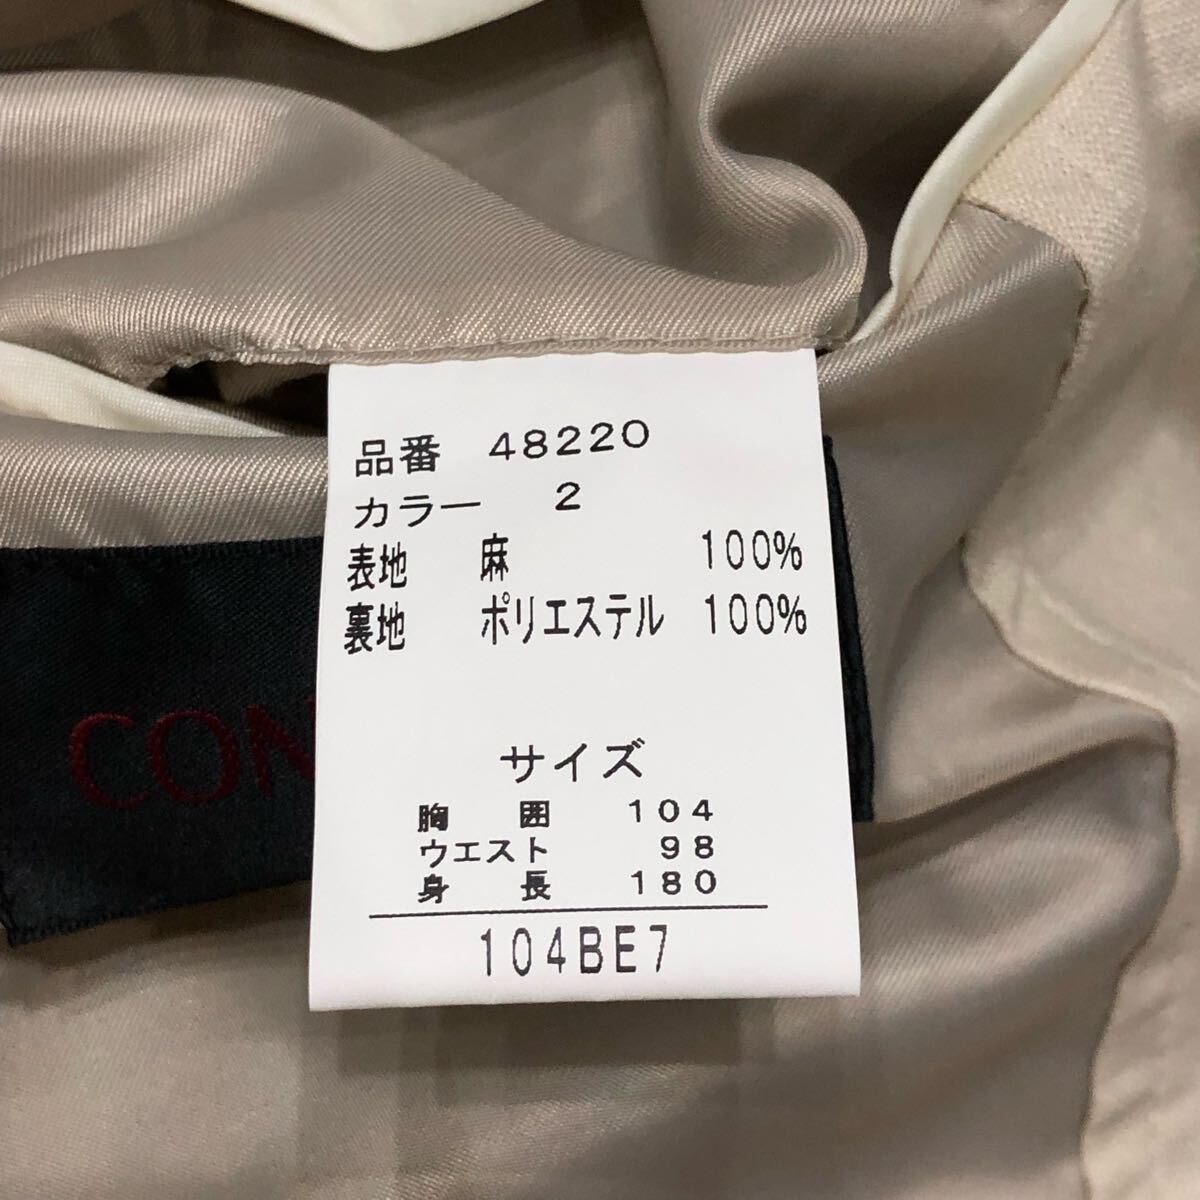 品番 48220
カラー 2
表地 麻 100%
裏地 ポリエステル 100%
CON
サイズ
胸囲 104
ウエスト 98
身長 180
104BE7